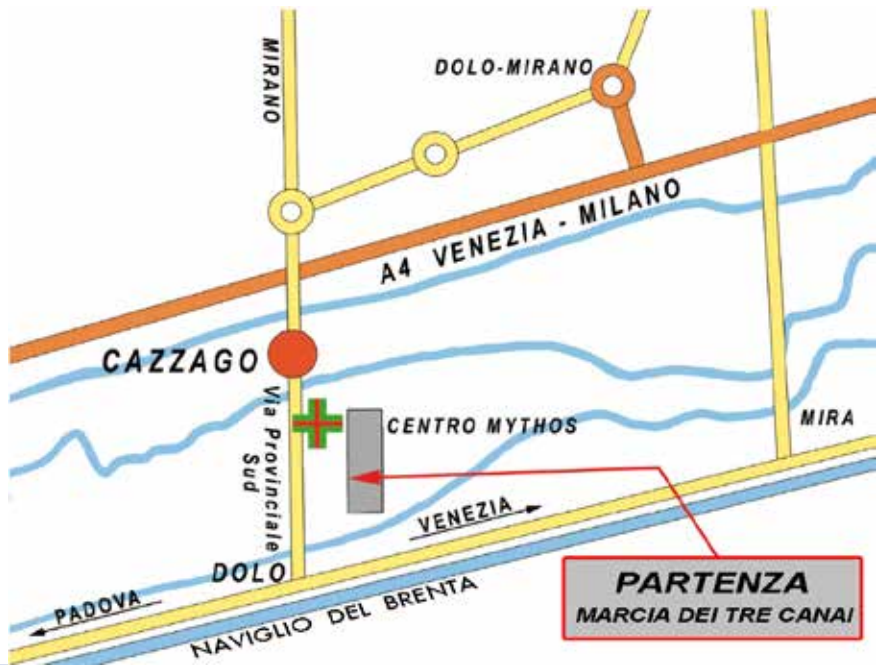 MIRANO
DOLO-MIRANO
A4 VENEZIA - MILANO
CAZZAGO
Via Provinciale
Sud
CENTRO MYTHOS
MIRA
VENEZIA
DOLO
PADOVA
NAVIGLIO DEL BRENTA
PARTENZA
MARCIA DEI TRE CANAI